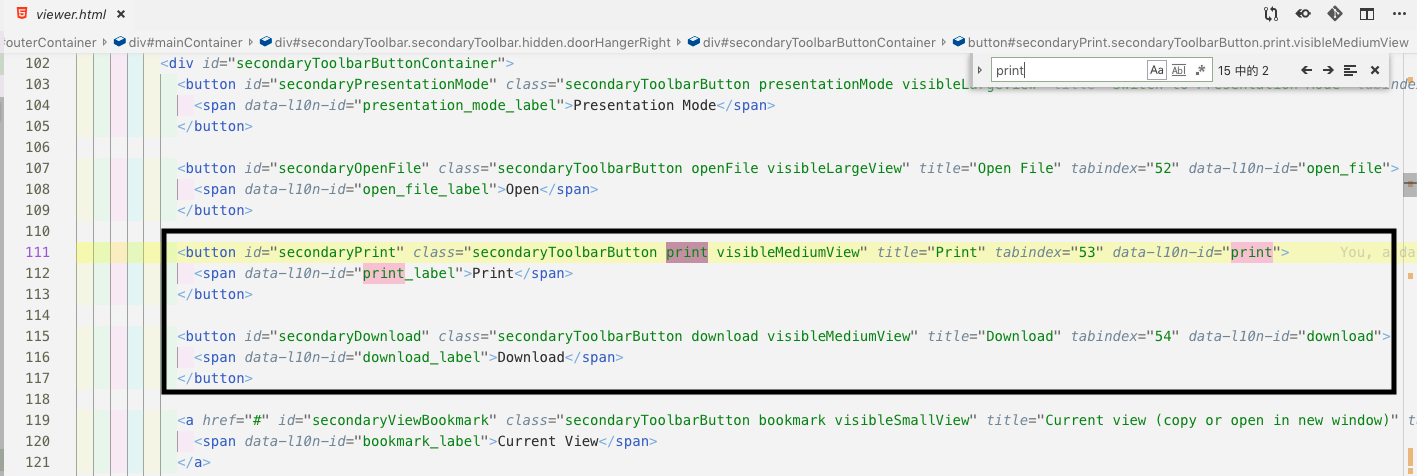 viewer.html
outerContainer div#mainContainer div#secondaryToolbar.secondaryToolbar.hidden.doorHangerRight div#secondaryToolbarButtonContainer button#secondaryPrint.secondaryToolbarButton.print.visibleMediumView
print Aa Abl .* 15 中的 2
102 <div id="secondaryToolbarButtonContainer">
103 <button id="secondaryPresentationMode" class="secondaryToolbarButton presentationMode visibleLargeView" title="Switch to Presentation Mode" tabindex
104 <span data-l10n-id="presentation_mode_label">Presentation Mode</span>
105 </button>
106
107 <button id="secondaryOpenFile" class="secondaryToolbarButton openFile visibleLargeView" title="Open File" tabindex="52" data-l10n-id="open_file">
108 <span data-l10n-id="open_file_label">Open</span>
109 </button>
110
111 <button id="secondaryPrint" class="secondaryToolbarButton print visibleMediumView" title="Print" tabindex="53" data-l10n-id="print"> You, a da
112 <span data-l10n-id="print_label">Print</span>
113 </button>
114
115 <button id="secondaryDownload" class="secondaryToolbarButton download visibleMediumView" title="Download" tabindex="54" data-l10n-id="download">
116 <span data-l10n-id="download_label">Download</span>
117 </button>
118
119 <a href="#" id="secondaryViewBookmark" class="secondaryToolbarButton bookmark visibleSmallView" title="Current view (copy or open in new window)" t
120 <span data-l10n-id="bookmark_label">Current View</span>
121 </a>